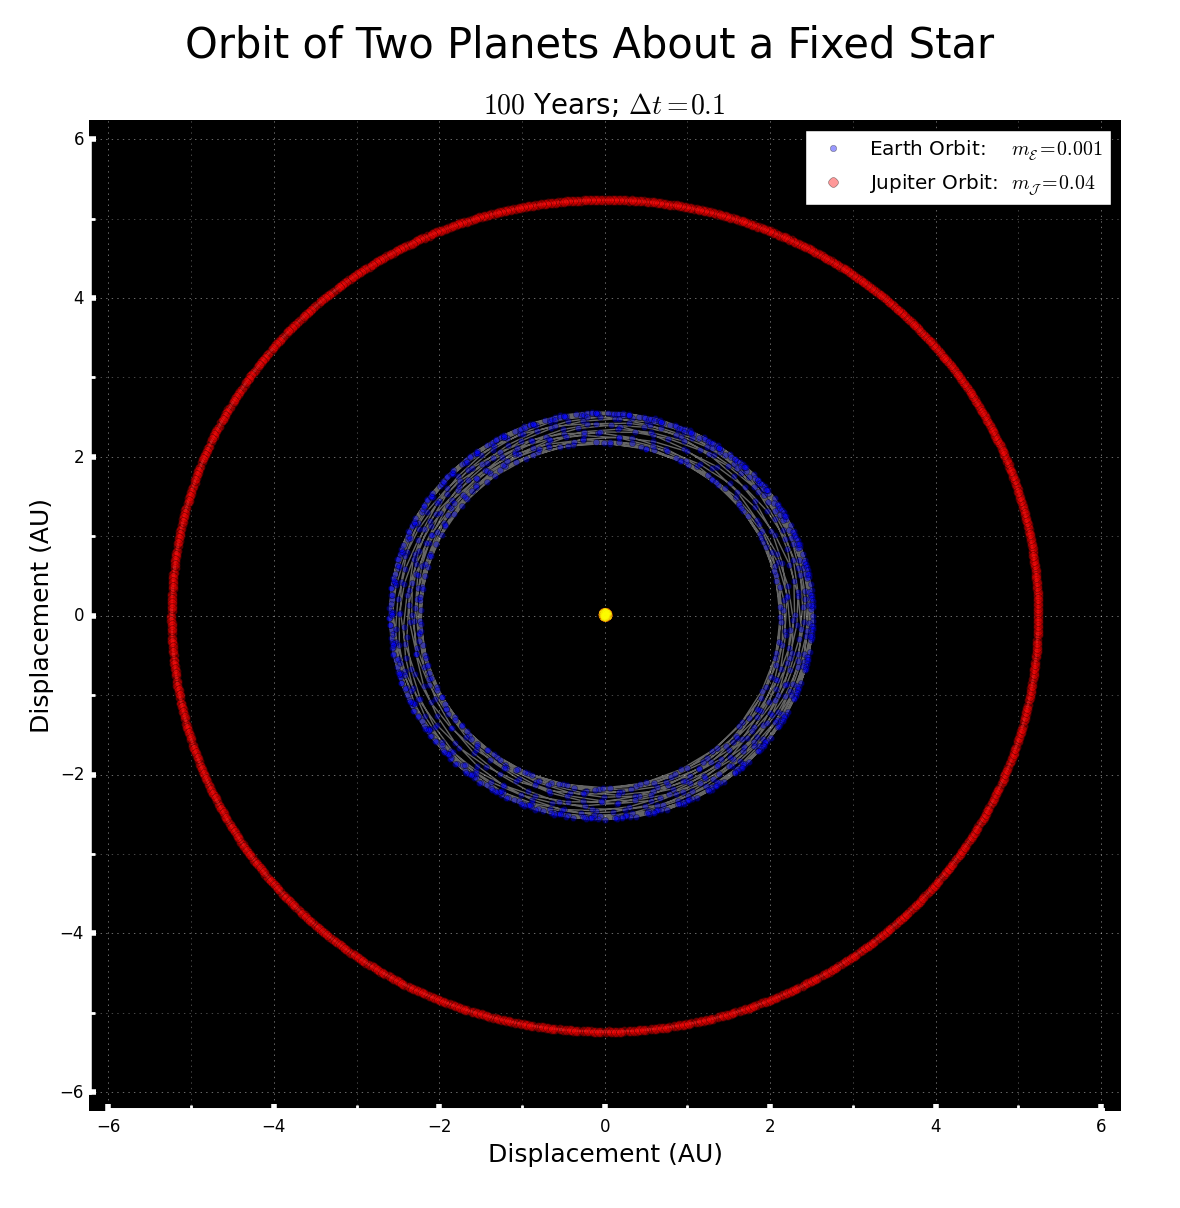 Orbit of Two Planets About a Fixed Star
100 Years; Δt = 0.1
Earth Orbit: m_ℰ = 0.001
Jupiter Orbit: m_𝒥 = 0.04
6
4
2
0
−2
−4
−6
Displacement (AU)
−6 −4 −2 0 2 4 6
Displacement (AU)